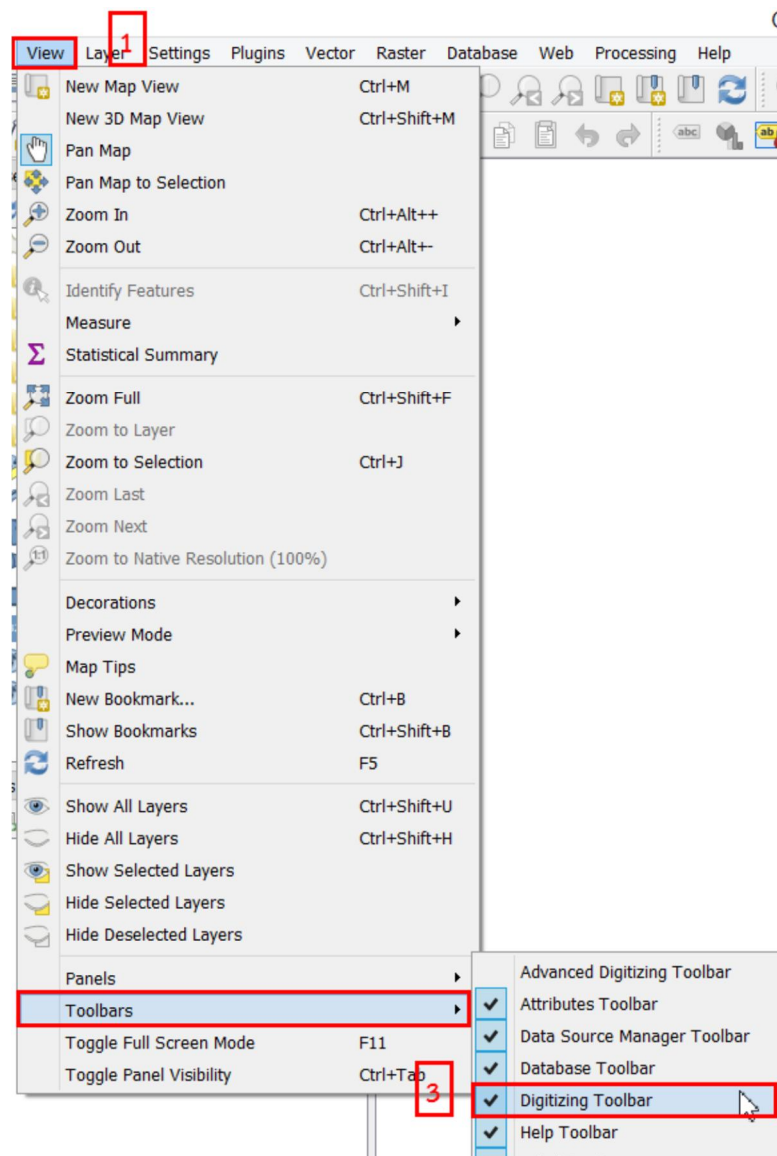 1
View Layer Settings Plugins Vector Raster Database Web Processing Help
New Map View Ctrl+M
New 3D Map View Ctrl+Shift+M
Pan Map
abc ab
Pan Map to Selection
Zoom In Ctrl+Alt++
Zoom Out Ctrl+Alt+-
Identify Features Ctrl+Shift+I
Measure
Σ Statistical Summary
Zoom Full Ctrl+Shift+F
Zoom to Layer
Zoom to Selection Ctrl+J
Zoom Last
Zoom Next
1:1 Zoom to Native Resolution (100%)
Decorations
Preview Mode
Map Tips
New Bookmark... Ctrl+B
Show Bookmarks Ctrl+Shift+B
Refresh F5
Show All Layers Ctrl+Shift+U
Hide All Layers Ctrl+Shift+H
Show Selected Layers
Hide Selected Layers
Hide Deselected Layers
Panels
Toolbars
Toggle Full Screen Mode F11
Toggle Panel Visibility Ctrl+Tab
3
Advanced Digitizing Toolbar
Attributes Toolbar
Data Source Manager Toolbar
Database Toolbar
Digitizing Toolbar
Help Toolbar